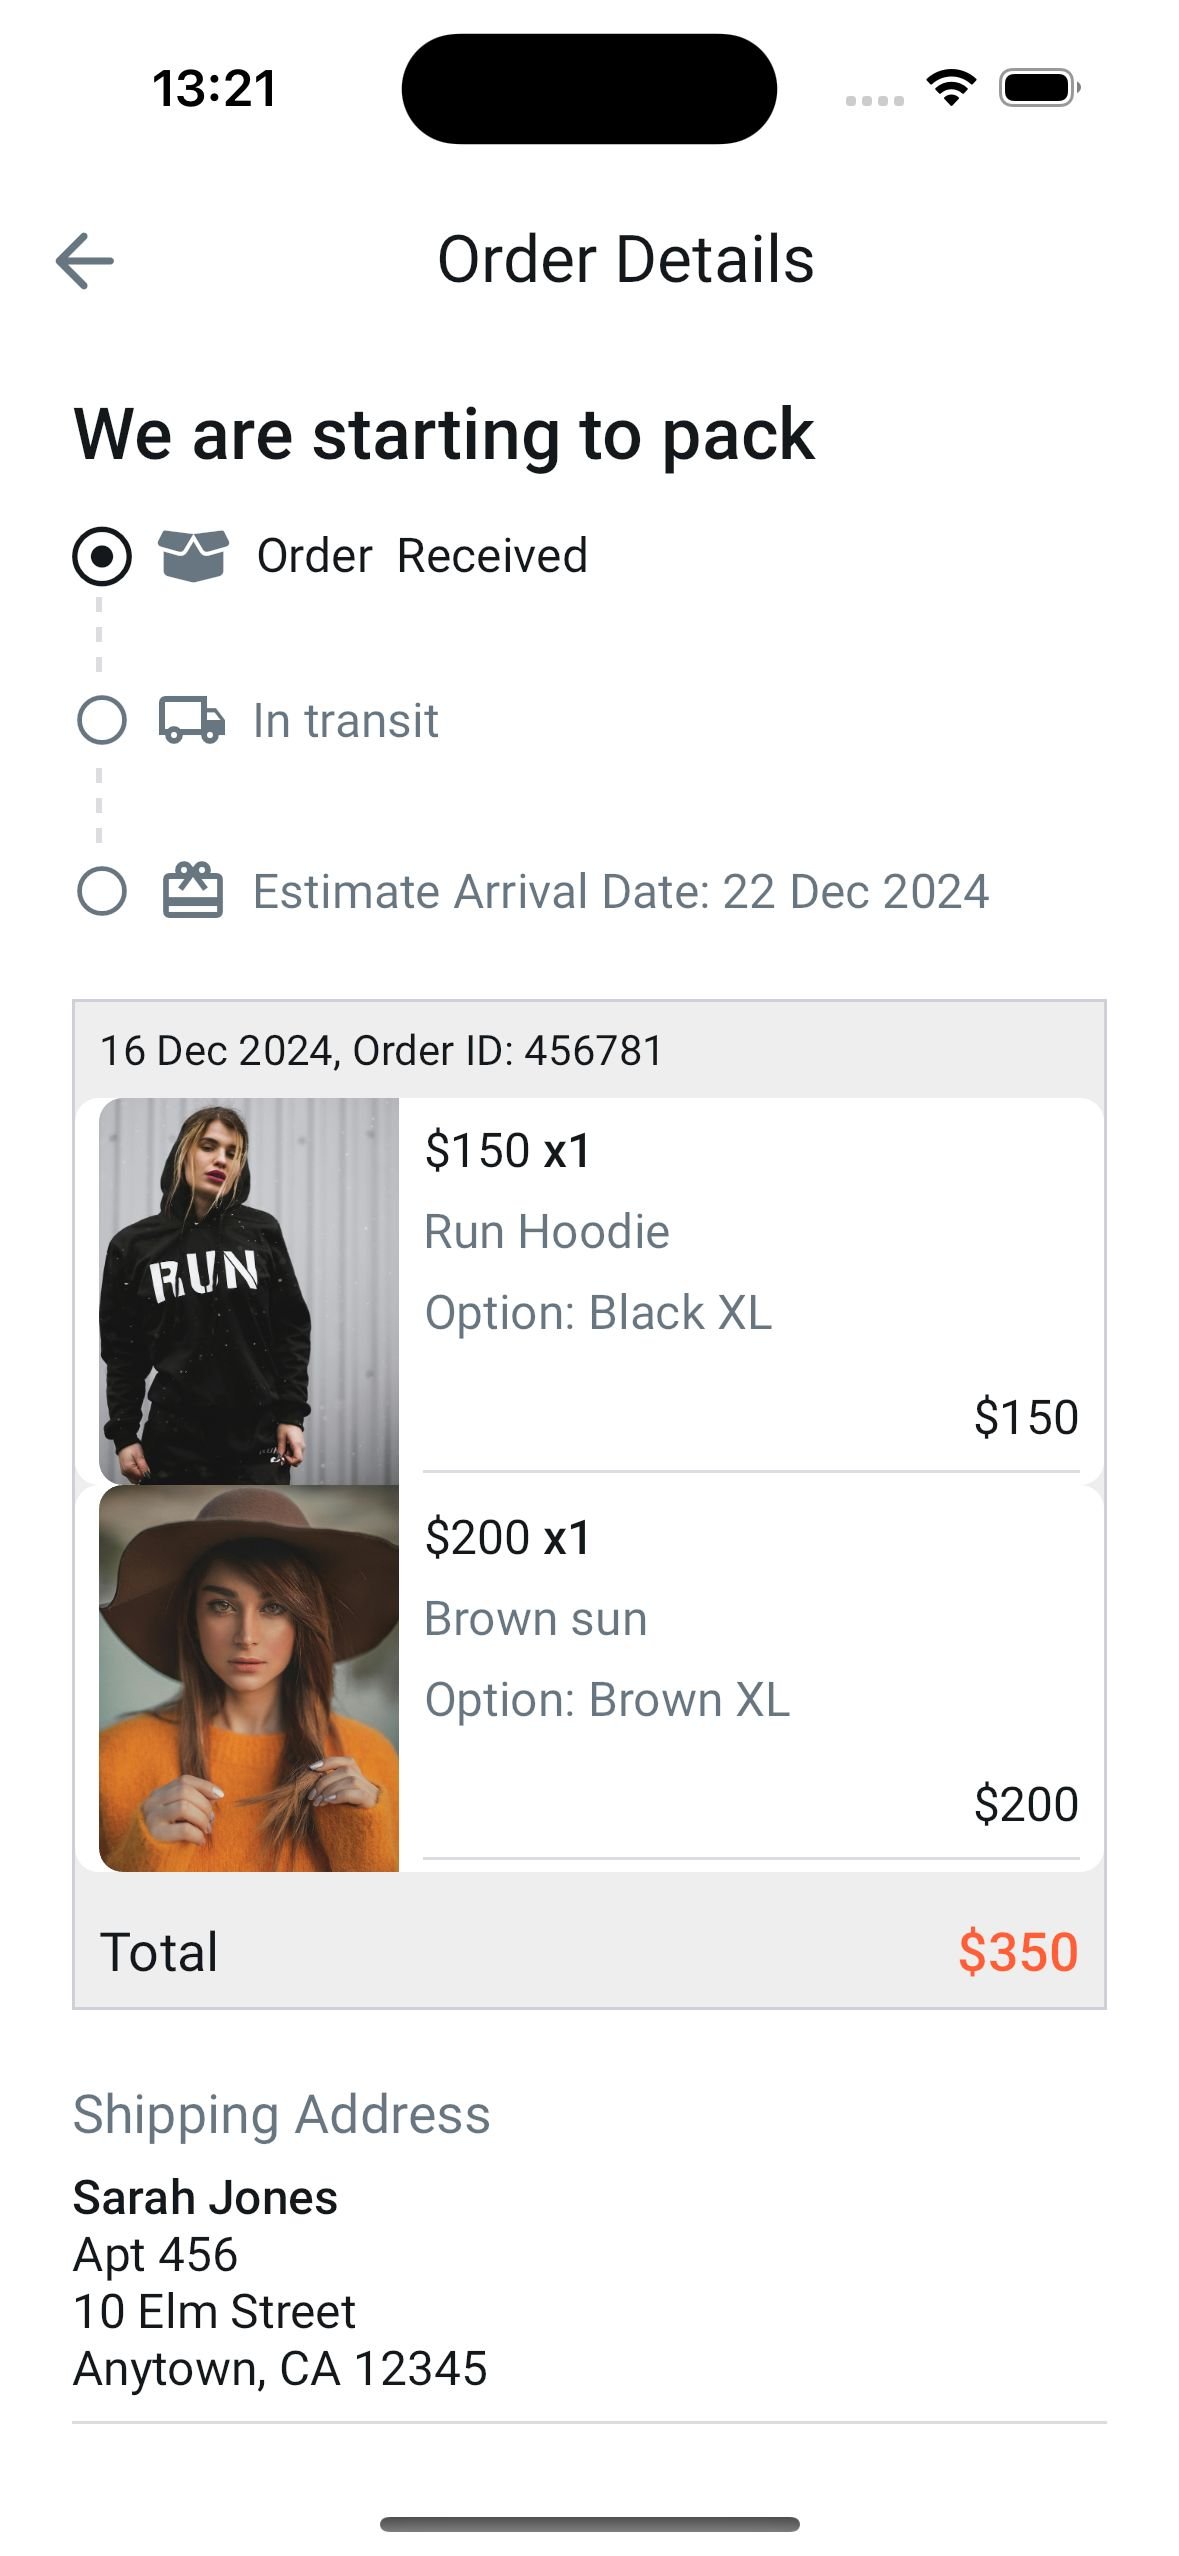 13:21
Order Details
We are starting to pack
Order Received
In transit
Estimate Arrival Date: 22 Dec 2024
16 Dec 2024, Order ID: 456781
$150 x1
RUN
Run Hoodie
Option: Black XL
$150
$200 x1
Brown sun
Option: Brown XL
$200
Total $350
Shipping Address
Sarah Jones
Apt 456
10 Elm Street
Anytown, CA 12345